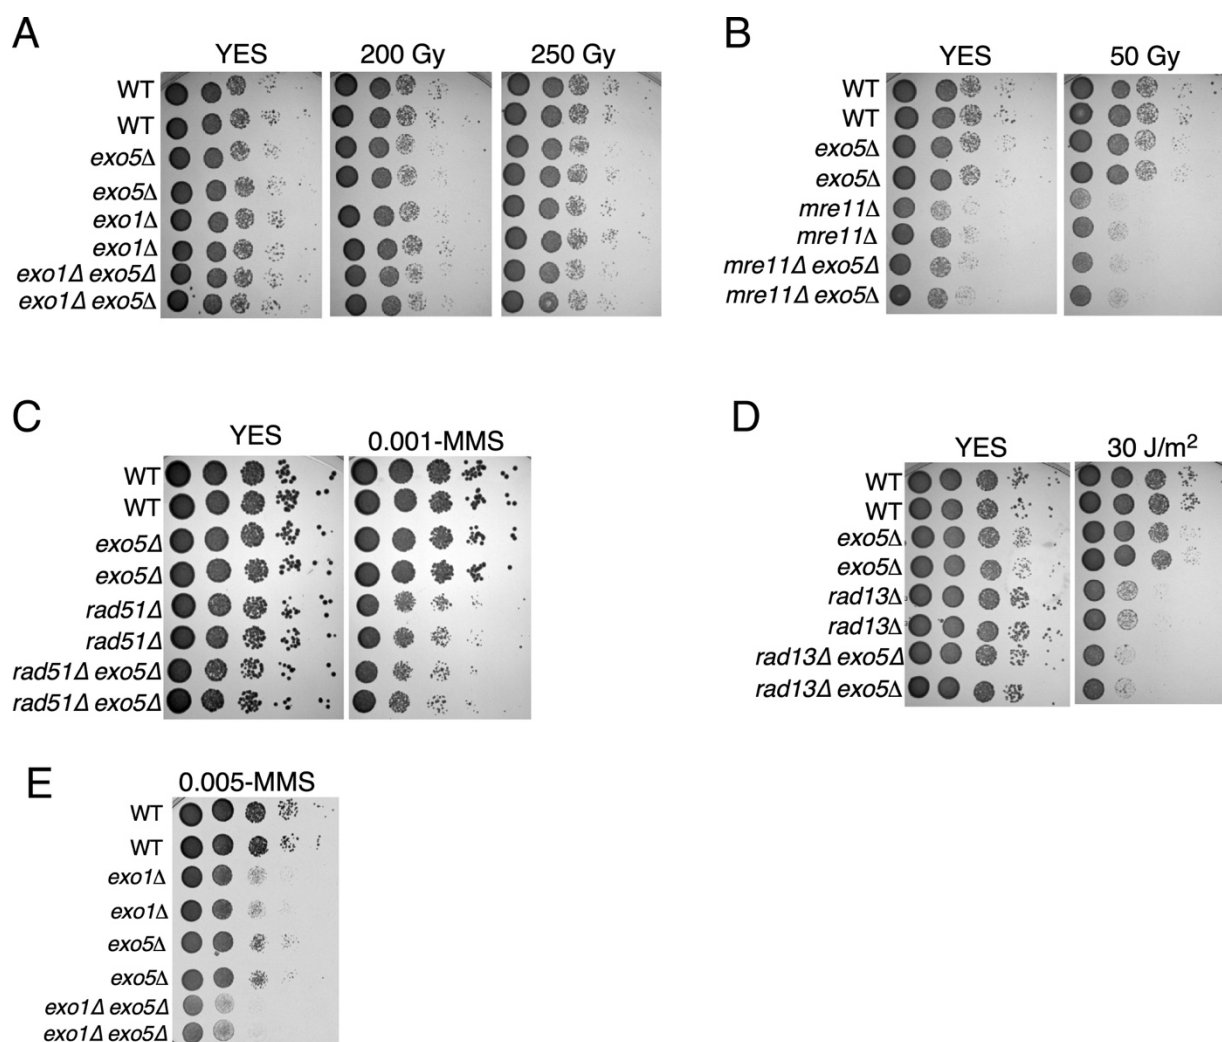 A
YES 200 Gy 250 Gy
WT
WT
exo5Δ
exo5Δ
exo1Δ
exo1Δ
exo1Δ exo5Δ
exo1Δ exo5Δ
B
YES 50 Gy
WT
WT
exo5Δ
exo5Δ
mre11Δ
mre11Δ
mre11Δ exo5Δ
mre11Δ exo5Δ
C
YES 0.001-MMS
WT
WT
exo5Δ
exo5Δ
rad51Δ
rad51Δ
rad51Δ exo5Δ
rad51Δ exo5Δ
D
YES 30 J/m²
WT
WT
exo5Δ
exo5Δ
rad13Δ
rad13Δ
rad13Δ exo5Δ
rad13Δ exo5Δ
E
0.005-MMS
WT
WT
exo1Δ
exo1Δ
exo5Δ
exo5Δ
exo1Δ exo5Δ
exo1Δ exo5Δ